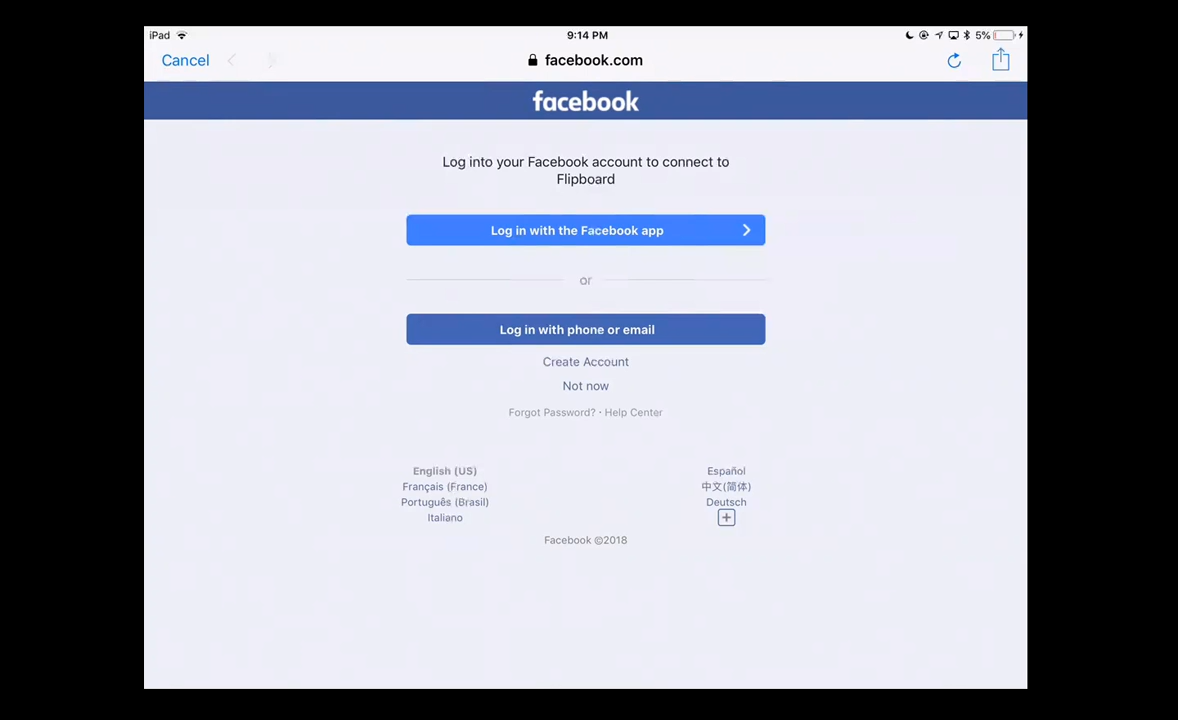 iPad
9:14 PM
5%
Cancel
facebook.com
facebook
Log into your Facebook account to connect to
Flipboard
Log in with the Facebook app
or
Log in with phone or email
Create Account
Not now
Forgot Password? · Help Center
English (US)
Français (France)
Português (Brasil)
Italiano
Español
中文(简体)
Deutsch
Facebook ©2018